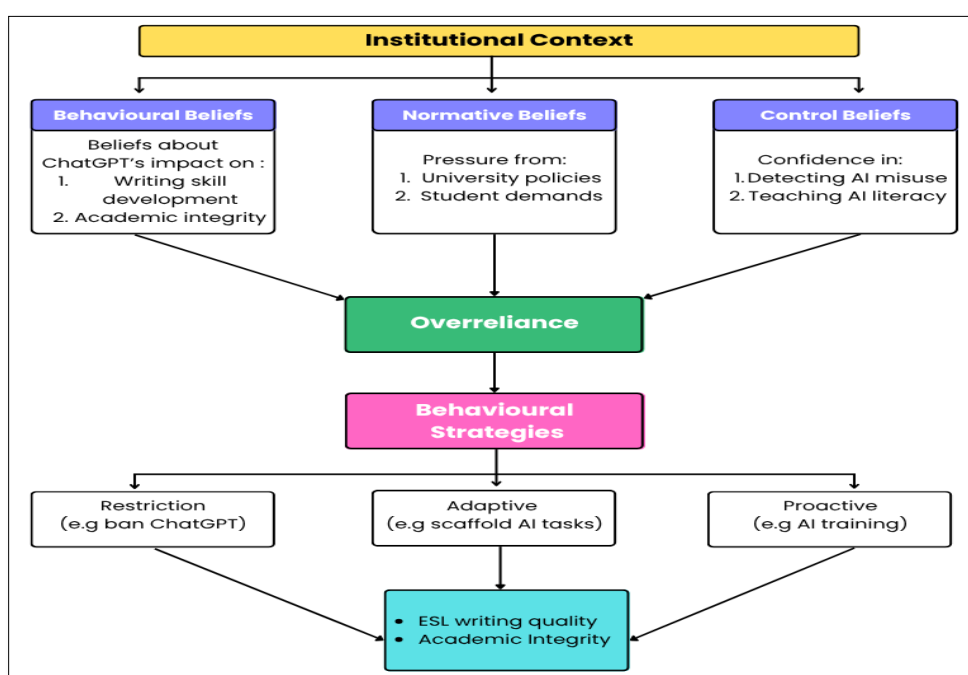 Institutional Context
Behavioural Beliefs
Beliefs about
ChatGPT's impact on :
1. Writing skill
development
2. Academic integrity
Normative Beliefs
Pressure from:
1. University policies
2. Student demands
Control Beliefs
Confidence in:
1. Detecting AI misuse
2. Teaching AI literacy
Overreliance
Behavioural
Strategies
Restriction
(e.g ban ChatGPT)
Adaptive
(e.g scaffold AI tasks)
Proactive
(e.g AI training)
• ESL writing quality
• Academic Integrity